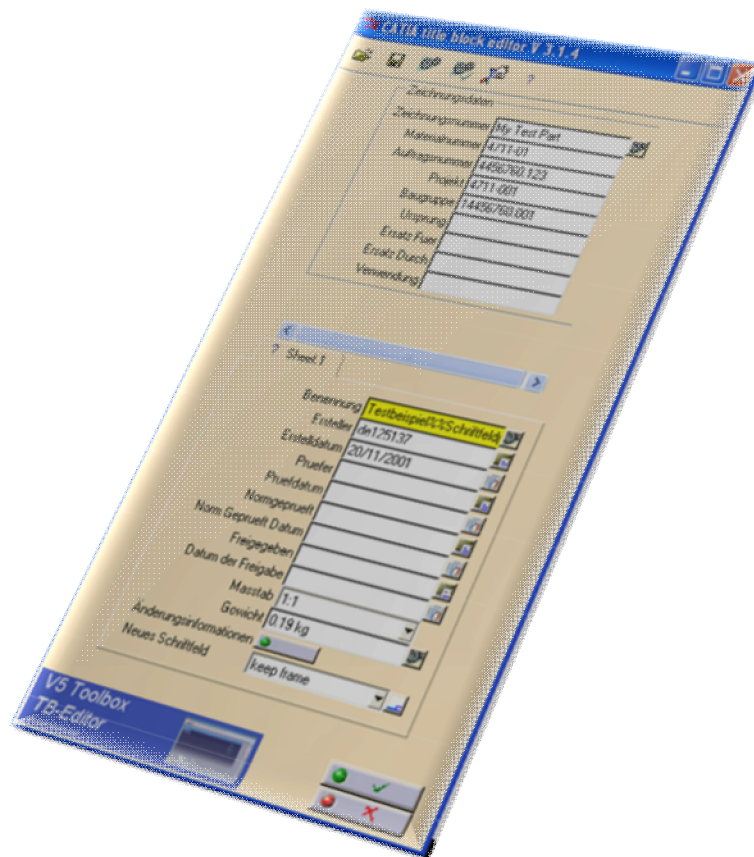 CATIA title block editor V 3.1.4
?
Zeichnungsdaten
Zeichnungsnummer My Test Part
Materialnummer 4711-01
Auftragsnummer 4456760.123
Projekt 4711-001
Baugruppe 14456760.001
Ursprung
Ersatz Fuer
Ersatz Durch
Verwendung
? Sheet.1
Benennung Testbeispiel%%Schriftfeld
Ersteller de125137
Erstelldatum 20/11/2001
Pruefer
Pruefdatum
Normgeprueft
Norm Geprueft Datum
Freigegeben
Datum der Freigabe
Masstab 1:1
Gewicht 0.19 kg
Änderungsinformationen
Neues Schriftfeld keep frame
V5 Toolbox
TB-Editor